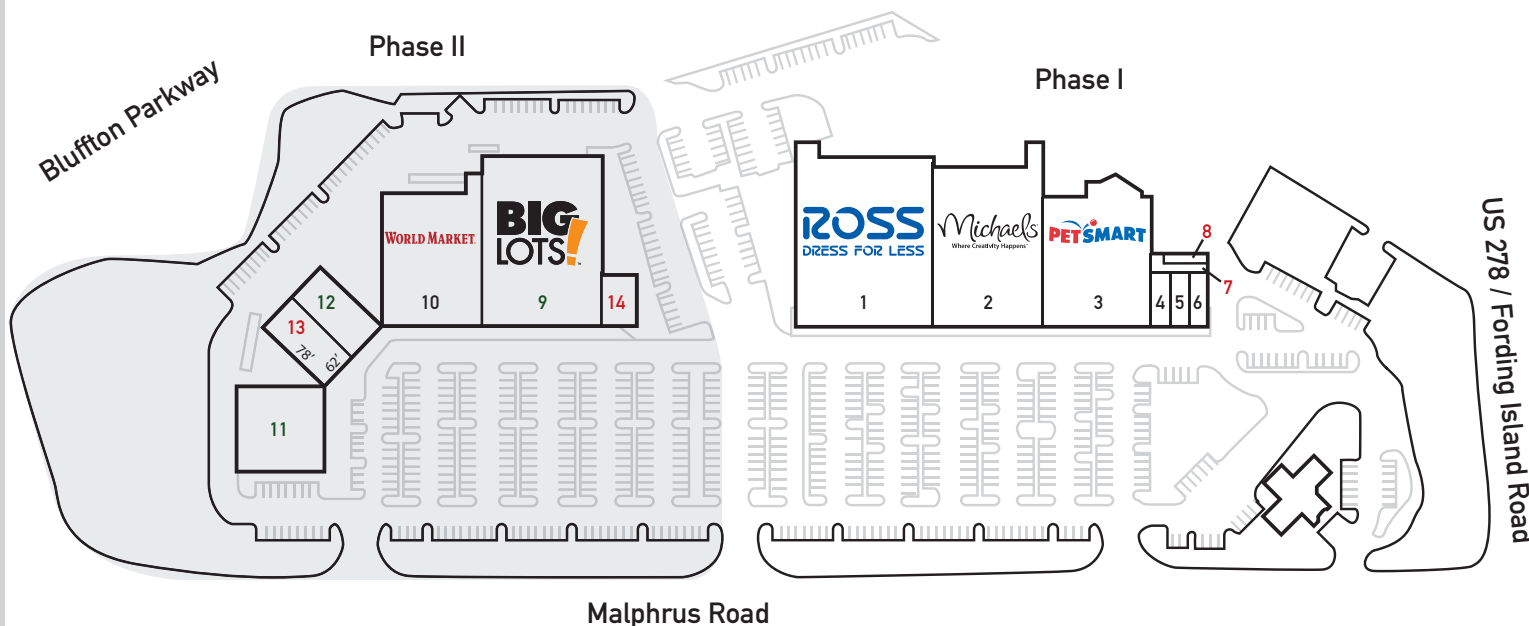 Phase II
Phase I
Bluffton Parkway
US 278 / Fording Island Road
WORLD MARKET.
BIG
LOTS!™
ROSS
DRESS FOR LESS
Michaels
Where Creativity Happens™
PETSMART
8
7
12
13
78'
62'
10
9
14
1
2
3
4
5
6
11
Malphrus Road